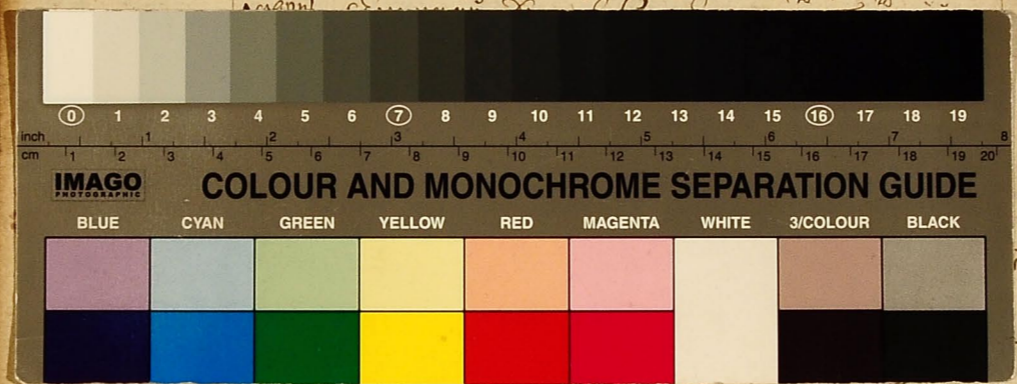 0 1 2 3 4 5 6 7 8 9 10 11 12 13 14 15 16 17 18 19
inch 1 2 3 4 5 6 7 8
cm 1 2 3 4 5 6 7 8 9 10 11 12 13 14 15 16 17 18 19 20
IMAGO
PHOTOGRAPHIC
COLOUR AND MONOCHROME SEPARATION GUIDE
BLUE CYAN GREEN YELLOW RED MAGENTA WHITE 3/COLOUR BLACK